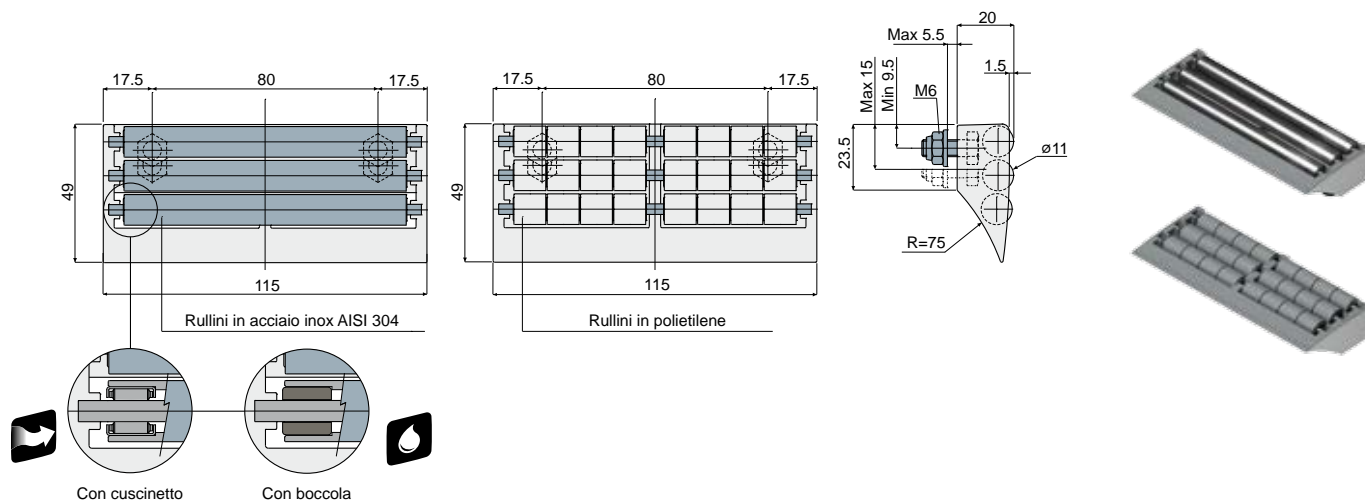 17.5
80
17.5
49
115
Rullini in acciaio inox AISI 304
17.5
80
17.5
49
115
Rullini in polietilene
20
Max 5.5
1.5
Max 15
Min 9.5
M6
23.5
ø11
R=75
Con cuscinetto
Con boccola